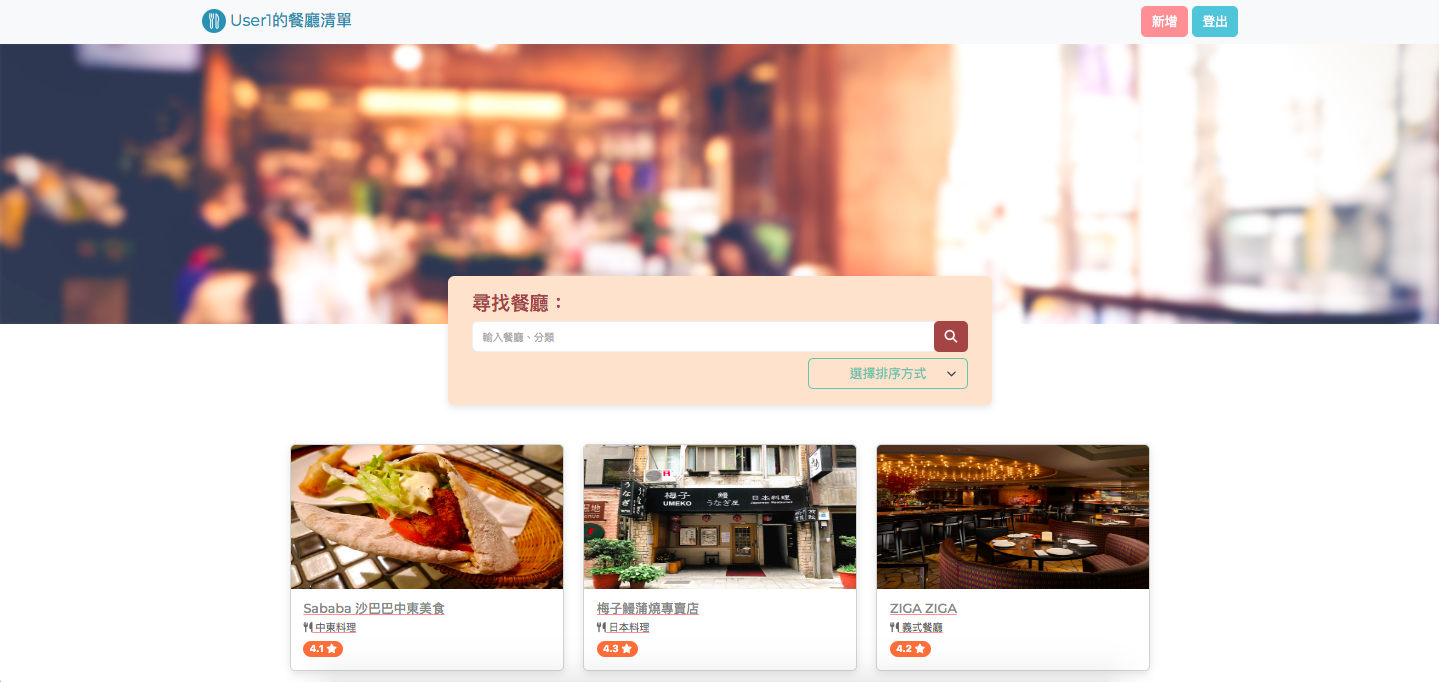 User1的餐廳清單
新增
登出
尋找餐廳：
輸入餐廳、分類
選擇排序方式
梅子 鰻 日本料理
UMEKO うなぎ屋 Japanese Restaurant
Sababa 沙巴巴中東美食
中東料理
4.1
梅子鰻蒲燒專賣店
日本料理
4.3
ZIGA ZIGA
義式餐廳
4.2